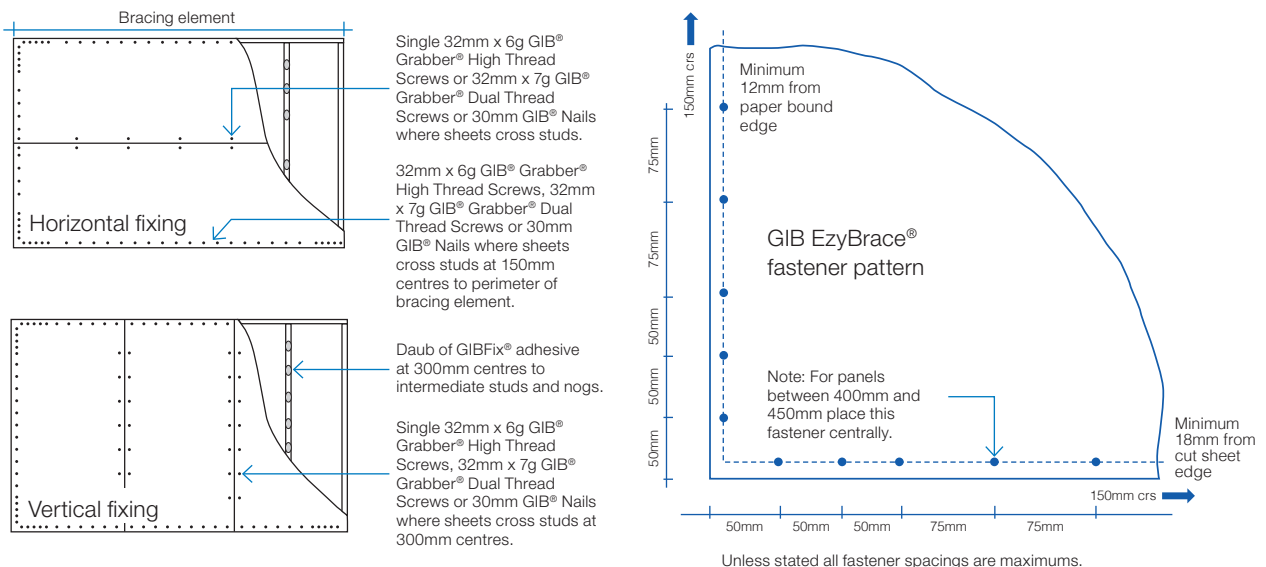 Bracing element
Horizontal fixing
Single 32mm x 6g GIB®
Grabber® High Thread
Screws or 32mm x 7g GIB®
Grabber® Dual Thread
Screws or 30mm GIB® Nails
where sheets cross studs.
32mm x 6g GIB® Grabber®
High Thread Screws, 32mm
x 7g GIB® Grabber® Dual
Thread Screws or 30mm
GIB® Nails where sheets
cross studs at 150mm
centres to perimeter of
bracing element.
Vertical fixing
Daub of GIBFix® adhesive
at 300mm centres to
intermediate studs and nogs.
Single 32mm x 6g GIB®
Grabber® High Thread
Screws, 32mm x 7g GIB®
Grabber® Dual Thread
Screws or 30mm GIB® Nails
where sheets cross studs at
300mm centres.
150mm crs
Minimum
12mm from
paper bound
edge
75mm
75mm
50mm
50mm
50mm
GIB EzyBrace®
fastener pattern
Note: For panels
between 400mm and
450mm place this
fastener centrally.
Minimum
18mm from
cut sheet
edge
150mm crs
50mm
50mm
50mm
75mm
75mm
Unless stated all fastener spacings are maximums.